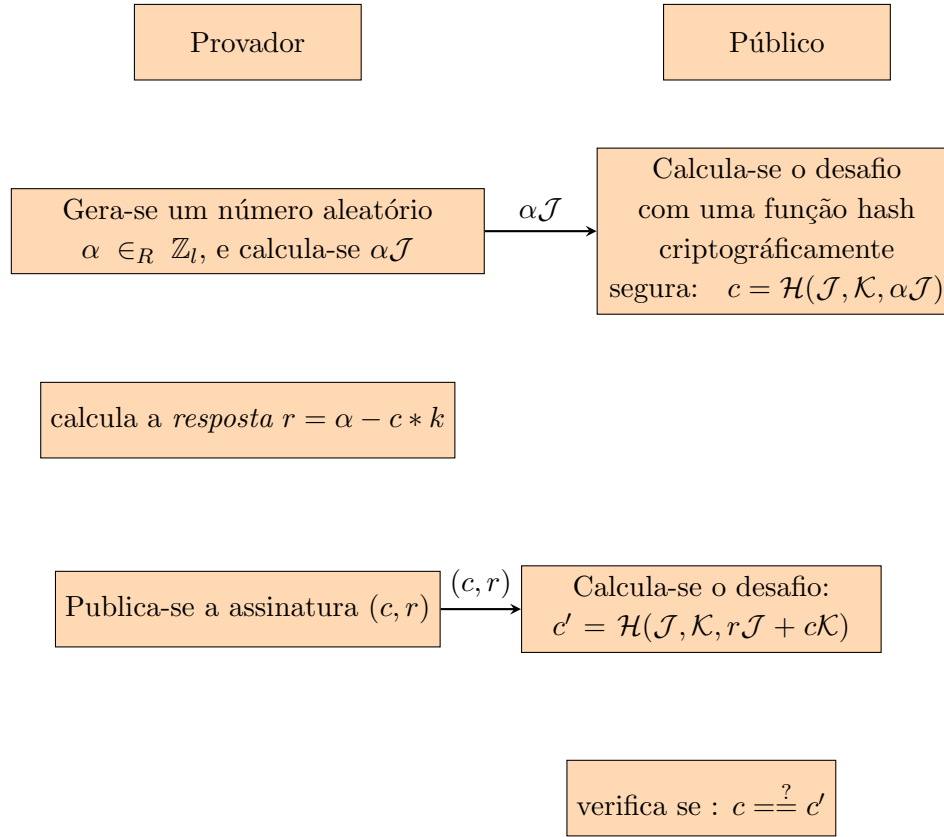 Provador
Público
Gera-se um número aleatório
α ∈_R ℤ_l, e calcula-se α𝒥
α𝒥
Calcula-se o desafio
com uma função hash
criptográficamente
segura: c = ℋ(𝒥, 𝒦, α𝒥)
calcula a resposta r = α − c ∗ k
Publica-se a assinatura (c, r)
(c, r)
Calcula-se o desafio:
c′ = ℋ(𝒥, 𝒦, r𝒥 + c𝒦)
verifica se : c =≟= c′